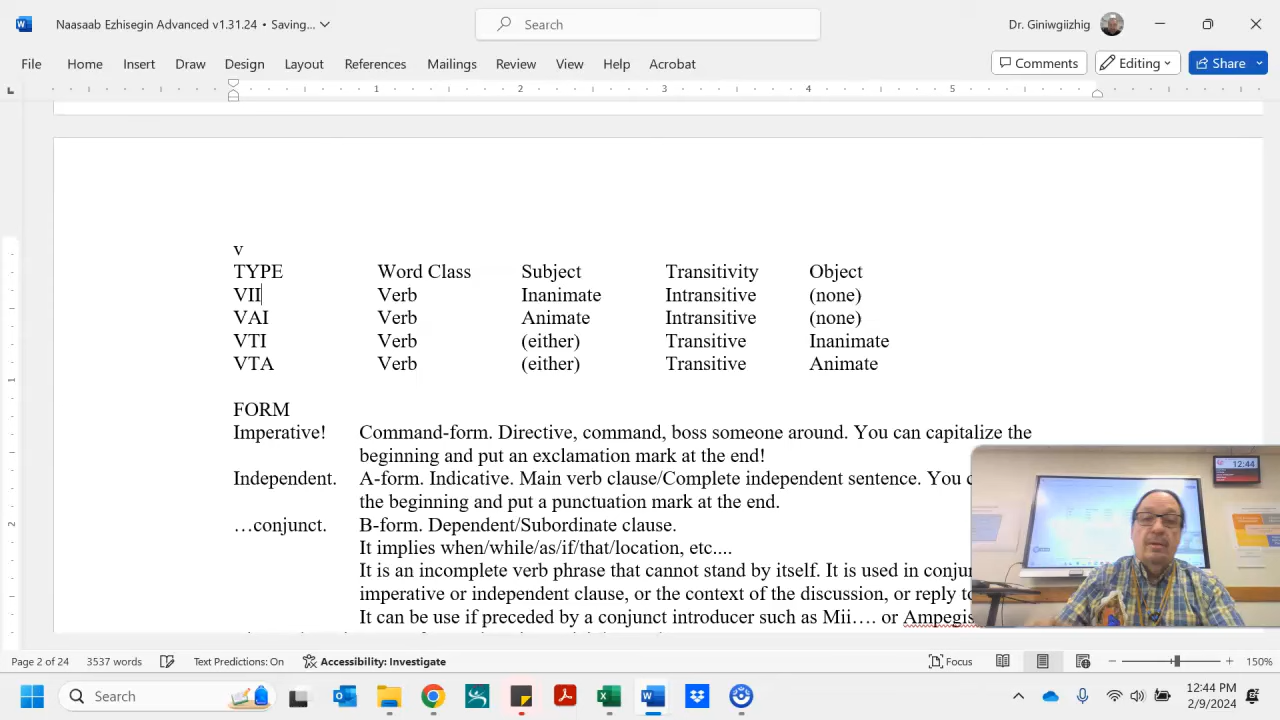 Naasaab Ezhisegin Advanced v1.31.24 • Saving...
Search
Dr. Giniwgiizhig
File Home Insert Draw Design Layout References Mailings Review View Help Acrobat
Comments Editing Share
1 2 3 4 5
v
TYPE Word Class Subject Transitivity Object
VII Verb Inanimate Intransitive (none)
VAI Verb Animate Intransitive (none)
VTI Verb (either) Transitive Inanimate
VTA Verb (either) Transitive Animate
FORM
Imperative! Command-form. Directive, command, boss someone around. You can capitalize the
beginning and put an exclamation mark at the end!
Independent. A-form. Indicative. Main verb clause/Complete independent sentence. You
the beginning and put a punctuation mark at the end.
…conjunct. B-form. Dependent/Subordinate clause.
It implies when/while/as/if/that/location, etc....
It is an incomplete verb phrase that cannot stand by itself. It is used in
imperative or independent clause, or the context of the discussion, or reply
It can be use if preceded by a conjunct introducer such as Mii…. or
12:44
1
2
Page 2 of 24 3537 words Text Predictions: On Accessibility: Investigate Focus 150%
Search
12:44 PM
2/9/2024